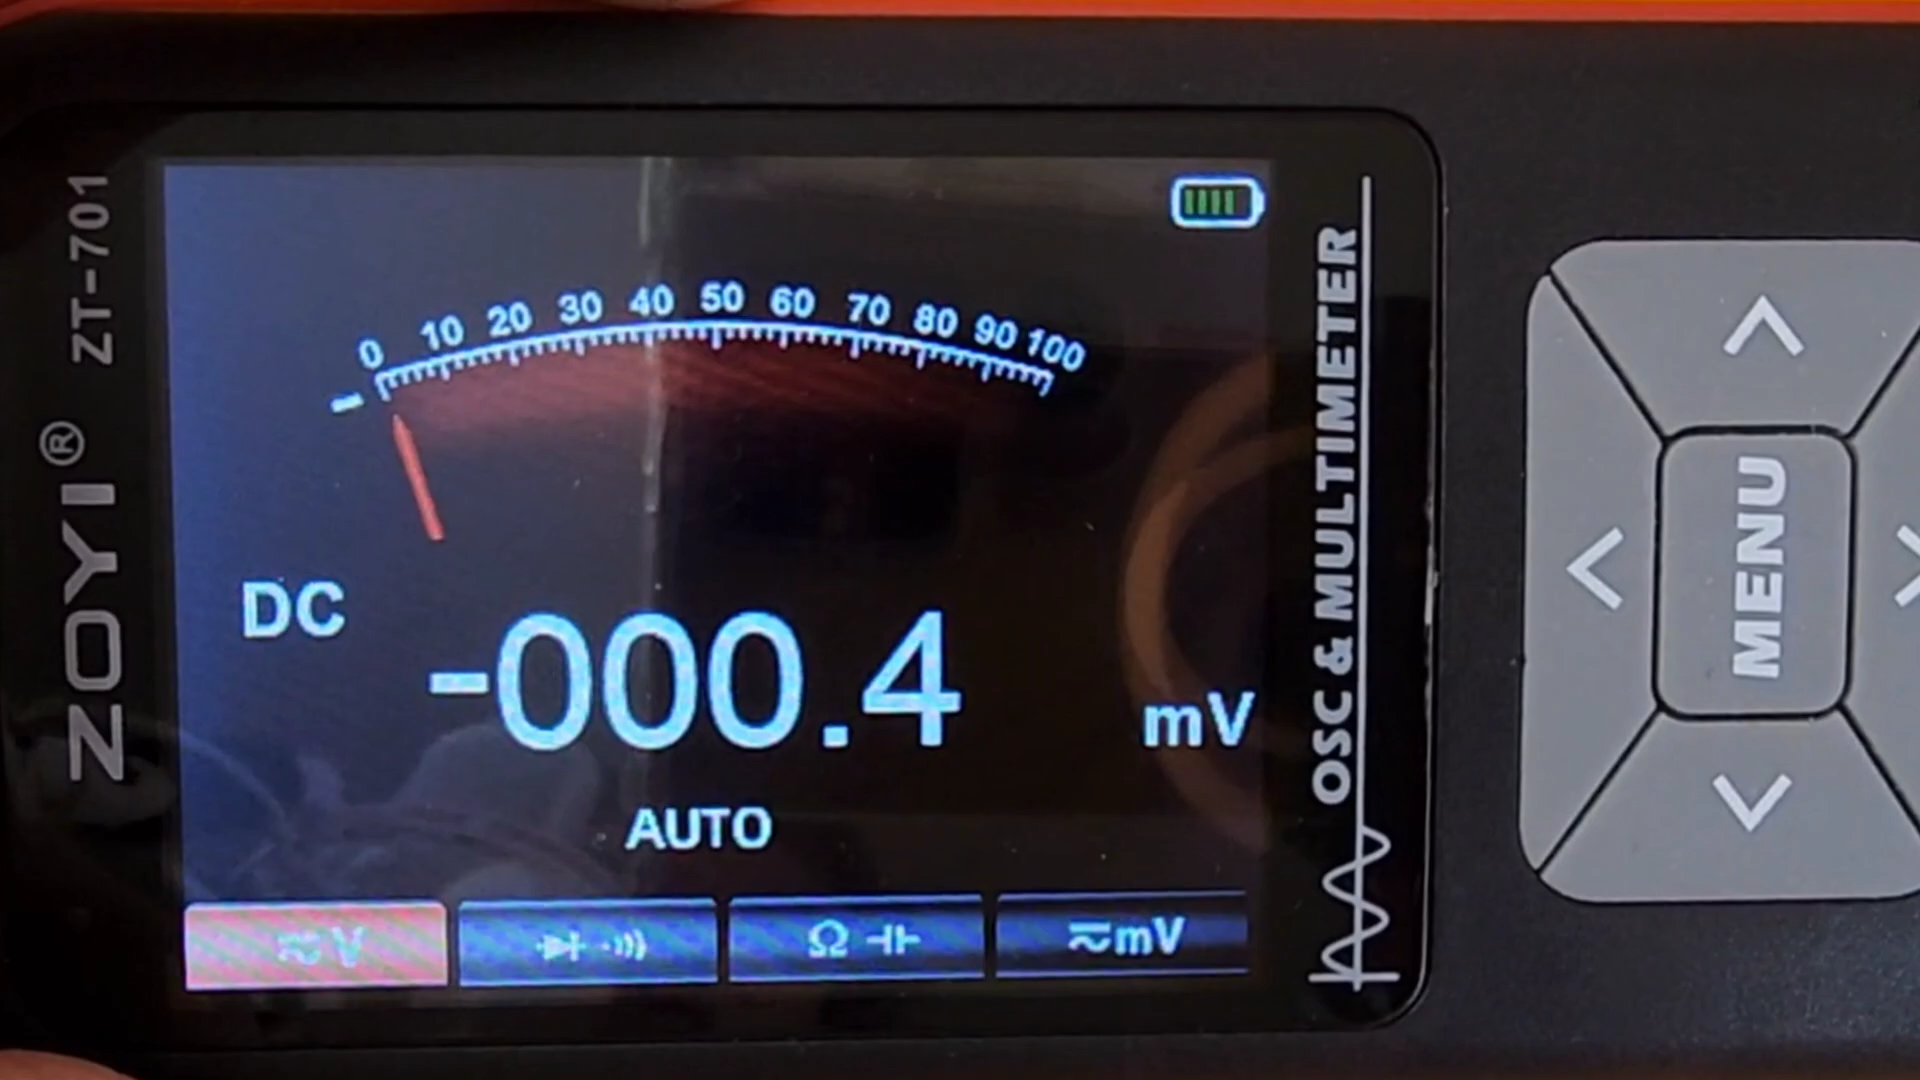 ZOYI® ZT-701
0 10 20 30 40 50 60 70 80 90 100
DC
-000.4 mV
AUTO
V
Ω
mV
OSC & MULTIMETER
MENU